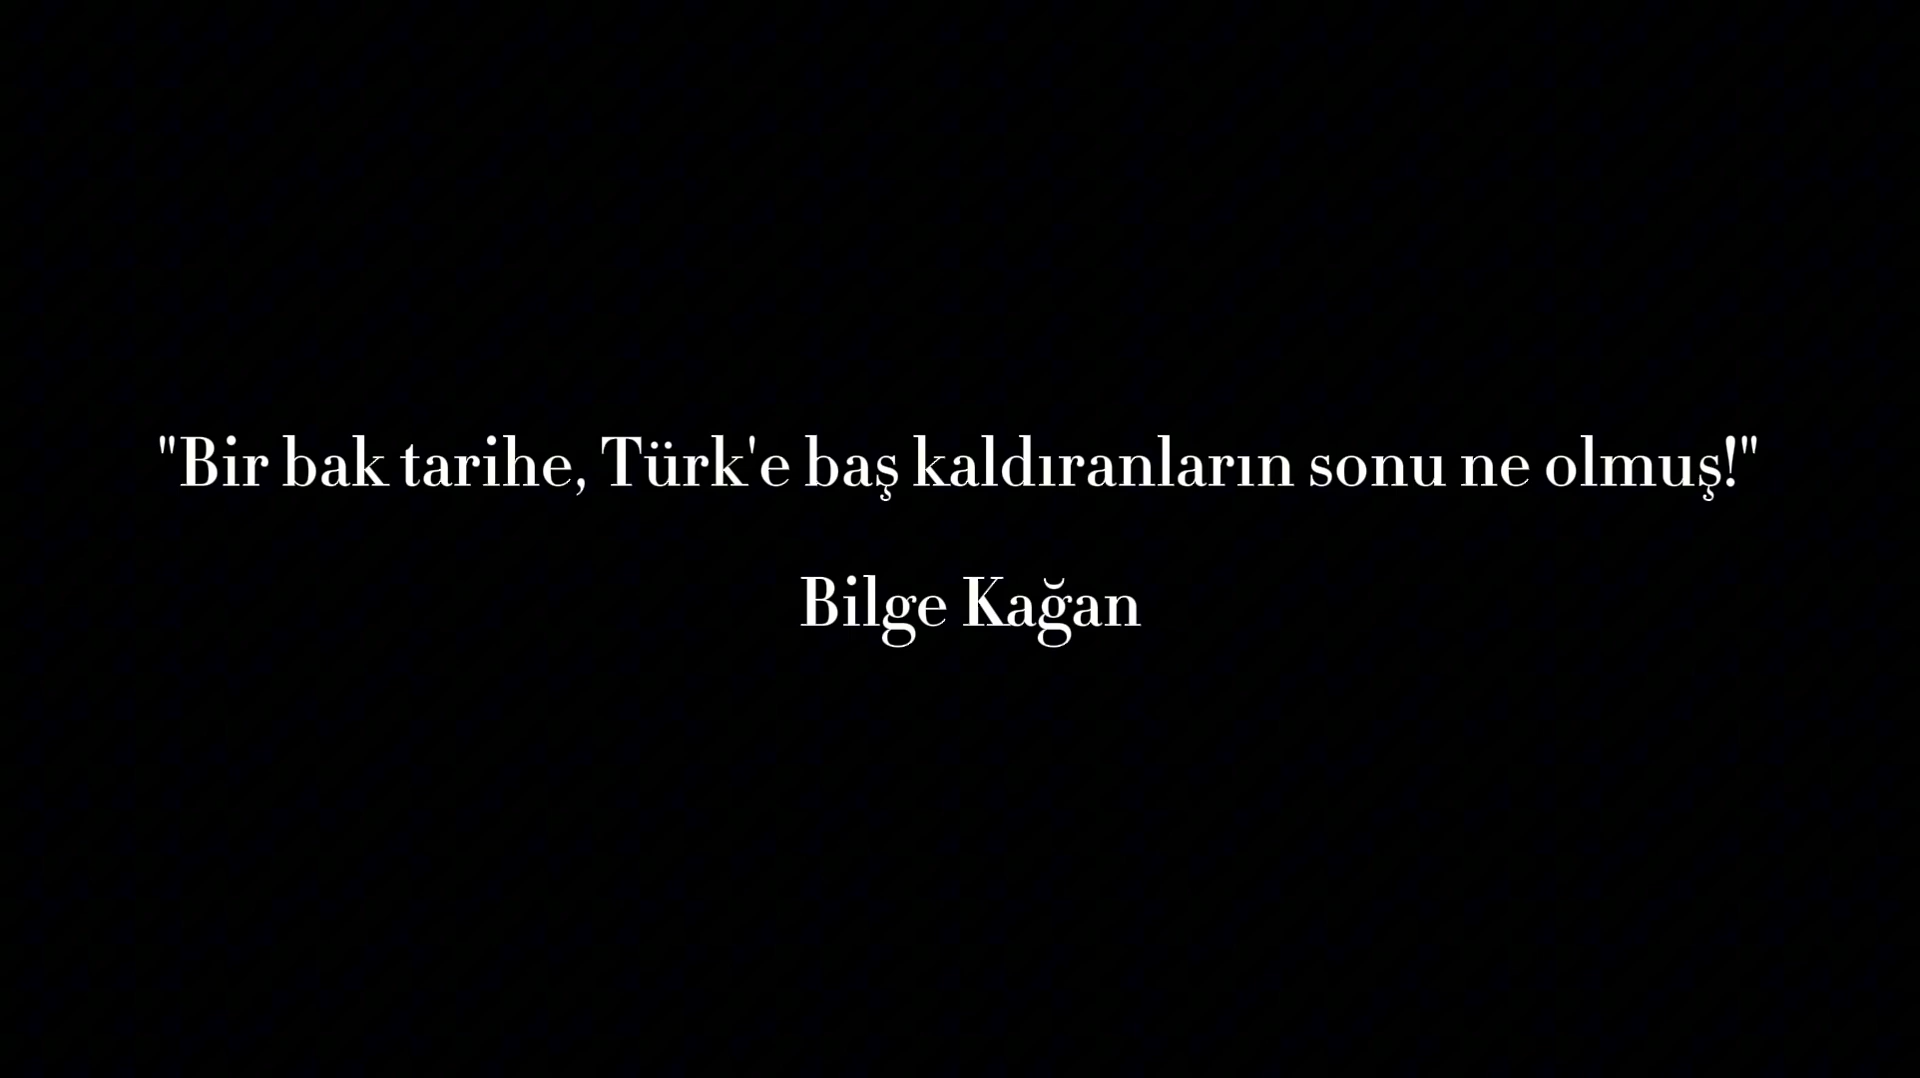 "Bir bak tarihe, Türk'e baş kaldıranların sonu ne olmuş!"
Bilge Kağan